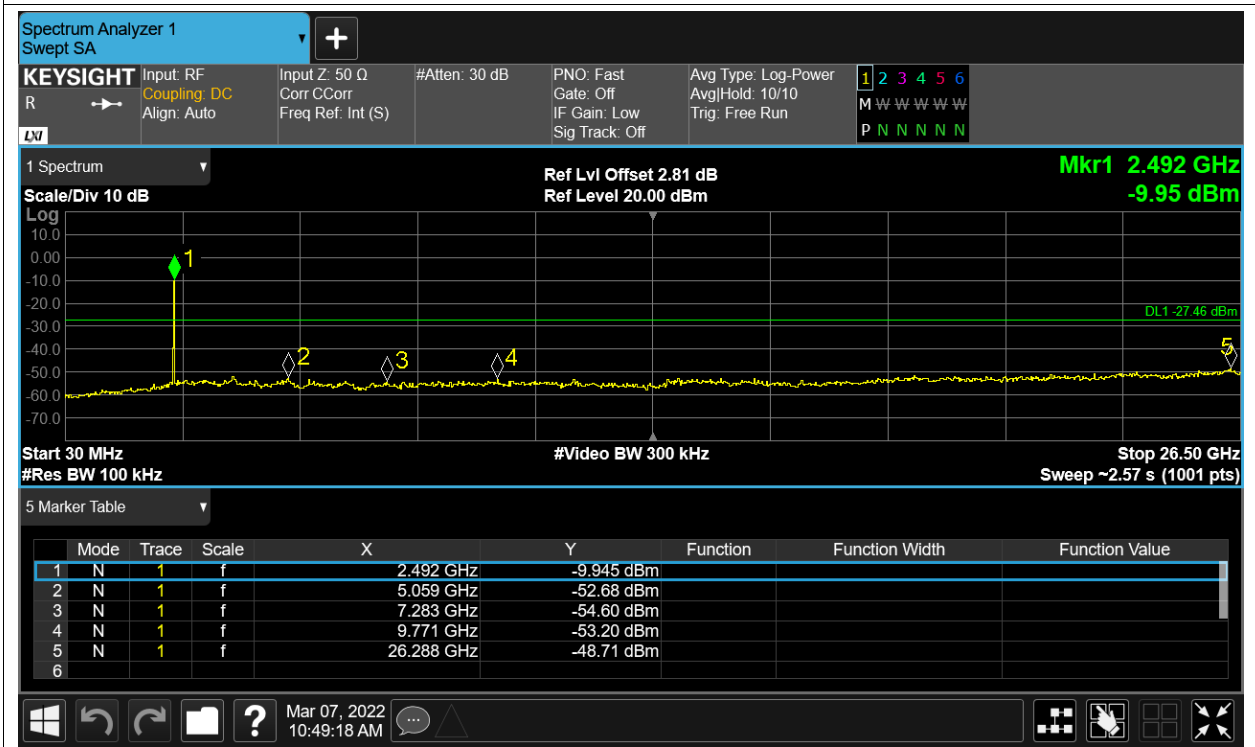 Spectrum Analyzer 1
Swept SA
+
KEYSIGHT
R
LXI
Input: RF
Coupling: DC
Align: Auto
Input Z: 50 Ω
Corr CCorr
Freq Ref: Int (S)
#Atten: 30 dB
PNO: Fast
Gate: Off
IF Gain: Low
Sig Track: Off
Avg Type: Log-Power
Avg|Hold: 10/10
Trig: Free Run
1 2 3 4 5 6
M W W W W W
P N N N N N
1 Spectrum
Scale/Div 10 dB
Ref Lvl Offset 2.81 dB
Ref Level 20.00 dBm
Mkr1 2.492 GHz
-9.95 dBm
Log
10.0
0.00
-10.0
-20.0
-30.0
-40.0
-50.0
-60.0
-70.0
1
2
3
4
5
DL1 -27.46 dBm
Start 30 MHz
#Video BW 300 kHz
Stop 26.50 GHz
#Res BW 100 kHz
Sweep ~2.57 s (1001 pts)
5 Marker Table
Mode Trace Scale X Y Function Function Width Function Value
1 N 1 f 2.492 GHz -9.945 dBm
2 N 1 f 5.059 GHz -52.68 dBm
3 N 1 f 7.283 GHz -54.60 dBm
4 N 1 f 9.771 GHz -53.20 dBm
5 N 1 f 26.288 GHz -48.71 dBm
6
?
Mar 07, 2022
10:49:18 AM